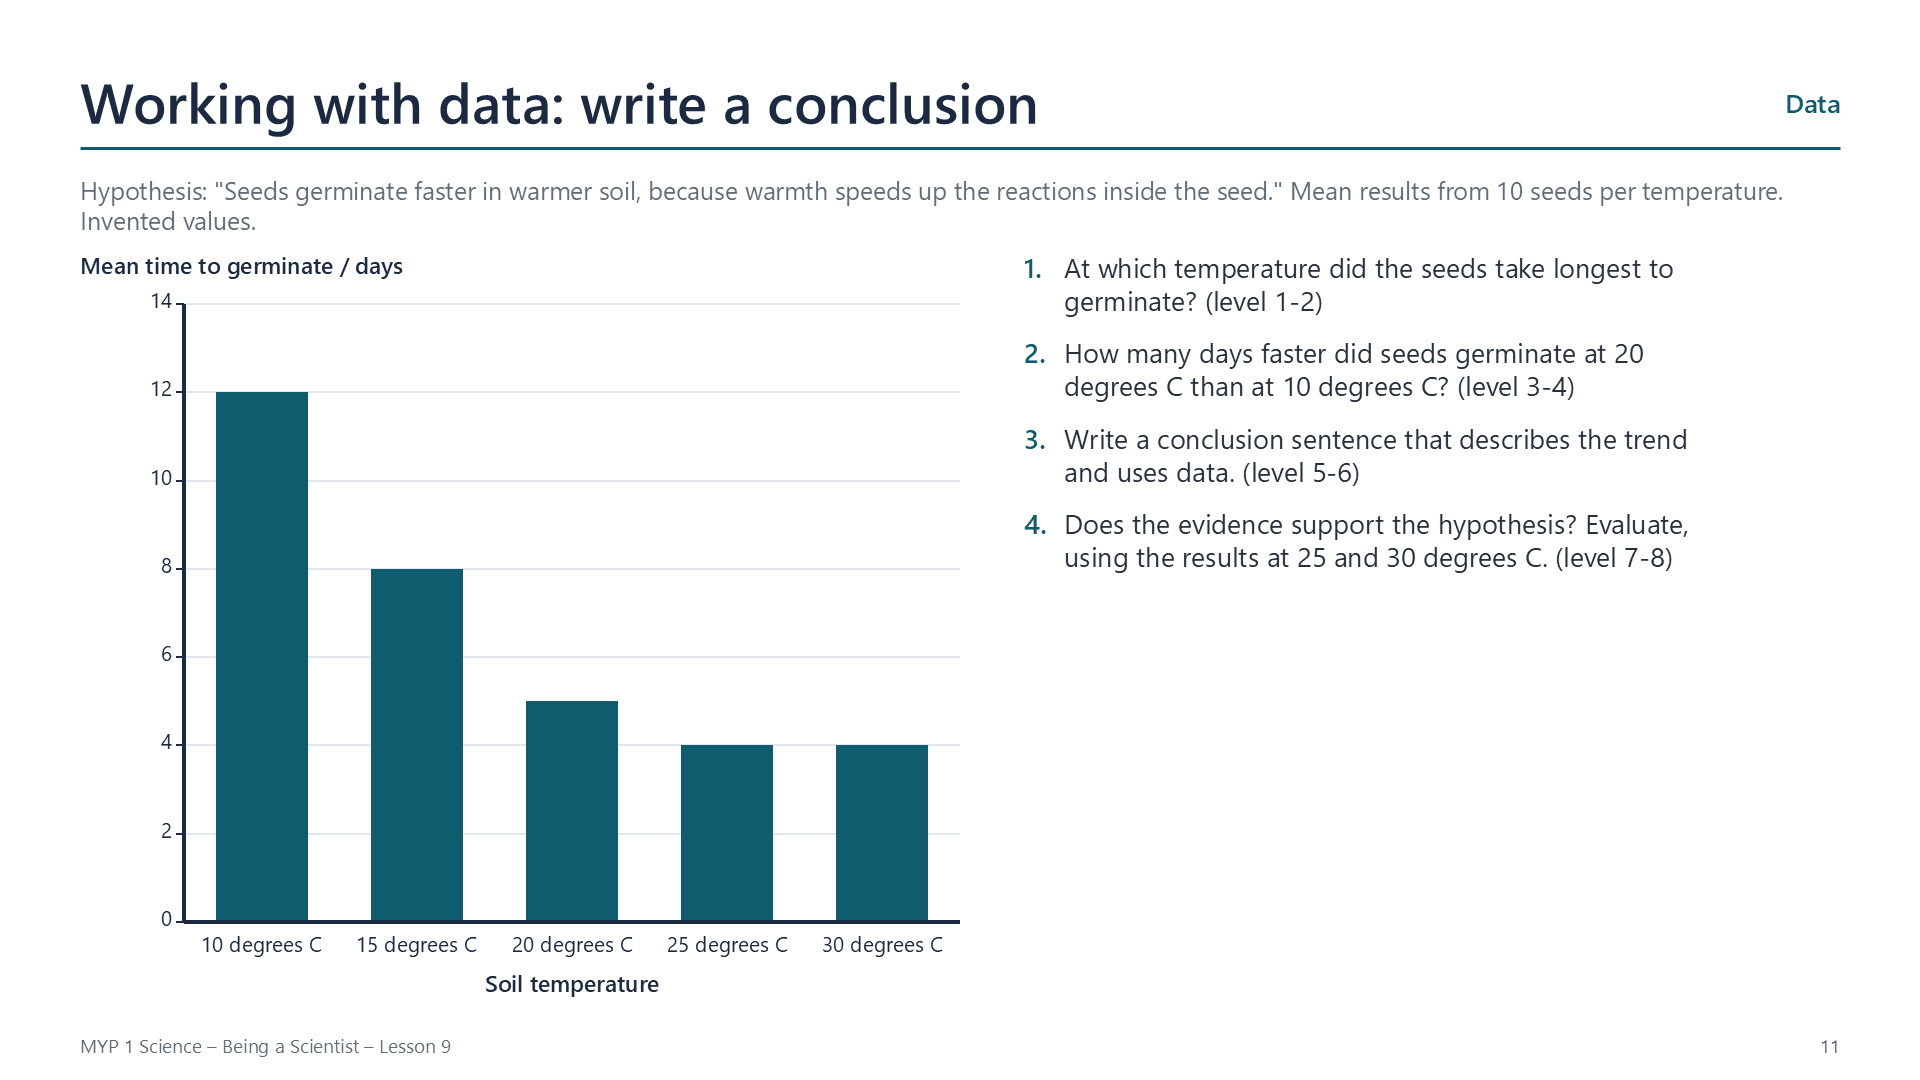 Working with data: write a conclusion
Data
Hypothesis: "Seeds germinate faster in warmer soil, because warmth speeds up the reactions inside the seed." Mean results from 10 seeds per temperature.
Invented values.
Mean time to germinate / days
14
12
10
8
6
4
2
0
10 degrees C
15 degrees C
20 degrees C
25 degrees C
30 degrees C
Soil temperature
1. At which temperature did the seeds take longest to
germinate? (level 1-2)
2. How many days faster did seeds germinate at 20
degrees C than at 10 degrees C? (level 3-4)
3. Write a conclusion sentence that describes the trend
and uses data. (level 5-6)
4. Does the evidence support the hypothesis? Evaluate,
using the results at 25 and 30 degrees C. (level 7-8)
MYP 1 Science – Being a Scientist – Lesson 9
11